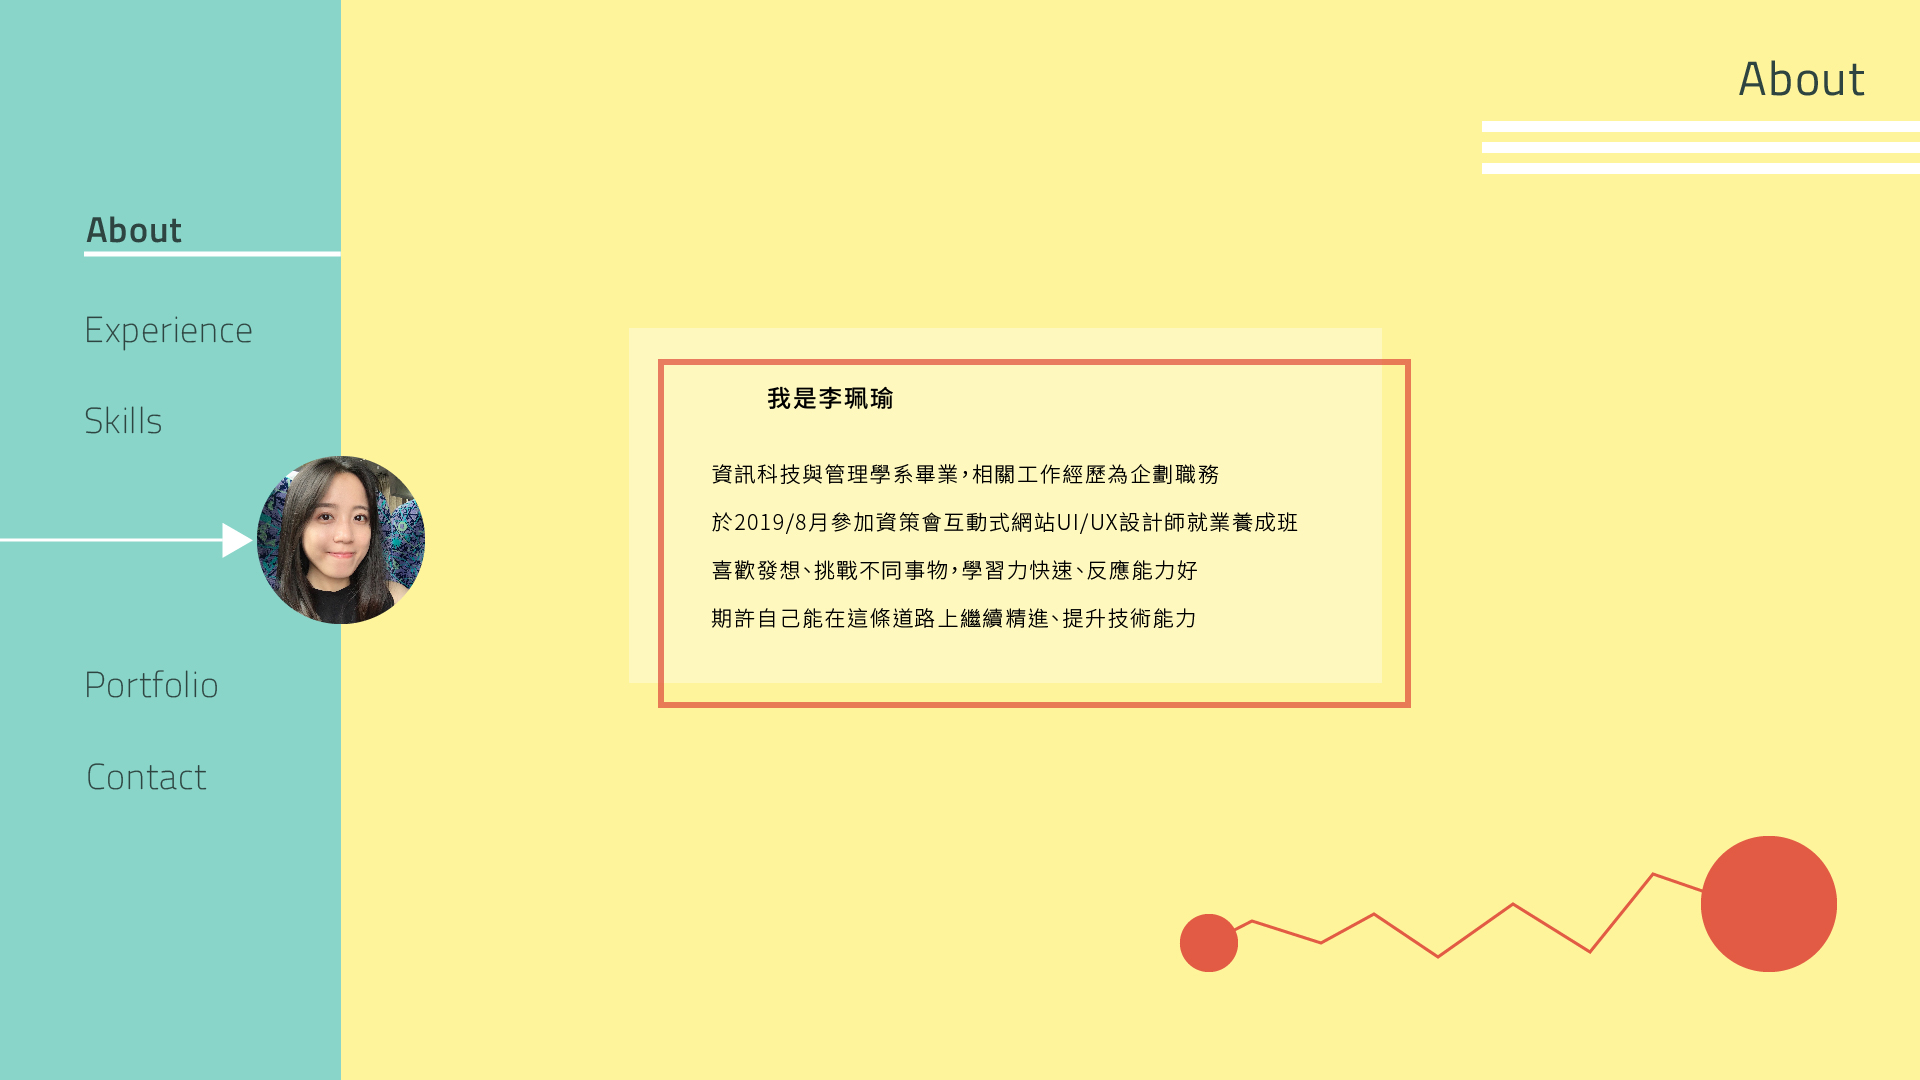 About
About
Experience
Skills
Portfolio
Contact
我是李珮瑜
資訊科技與管理學系畢業，相關工作經歷為企劃職務
於2019/8月參加資策會互動式網站UI/UX設計師就業養成班
喜歡發想、挑戰不同事物，學習力快速、反應能力好
期許自己能在這條道路上繼續精進、提升技術能力